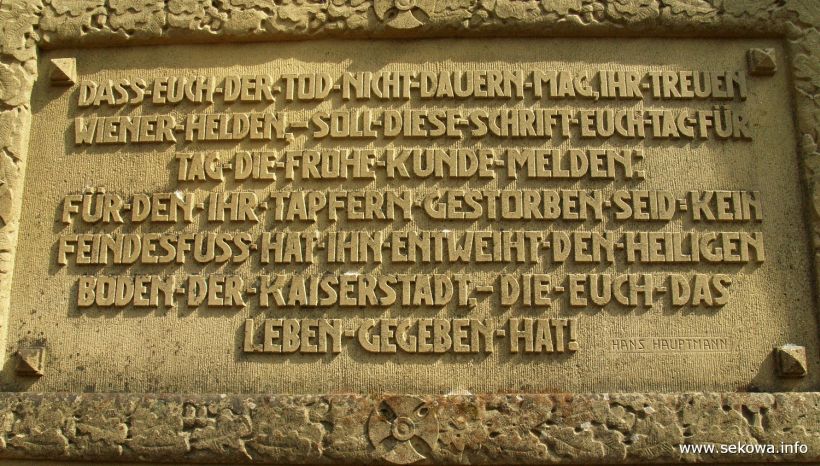 DASS-EUCH-DER-TOD-NICHT-DAUERN-MAG, IHR-TREUEN
WIENER-HELDEN,-SOLL-DIESE-SCHRIFT-EUCH-TAG-FÜR
TAG-DIE-FROHE-KUNDE-MELDEN:
FÜR-DEN-IHR-TAPFERN-GESTORBEN-SEID-KEIN
FEINDESFUSS-HAT-IHN-ENTWEIHT-DEN-HEILIGEN
BODEN-DER-KAISERSTADT,-DIE-EUCH-DAS
LEBEN-GEGEBEN-HAT!
HANS HAUPTMANN
www.sekowa.info